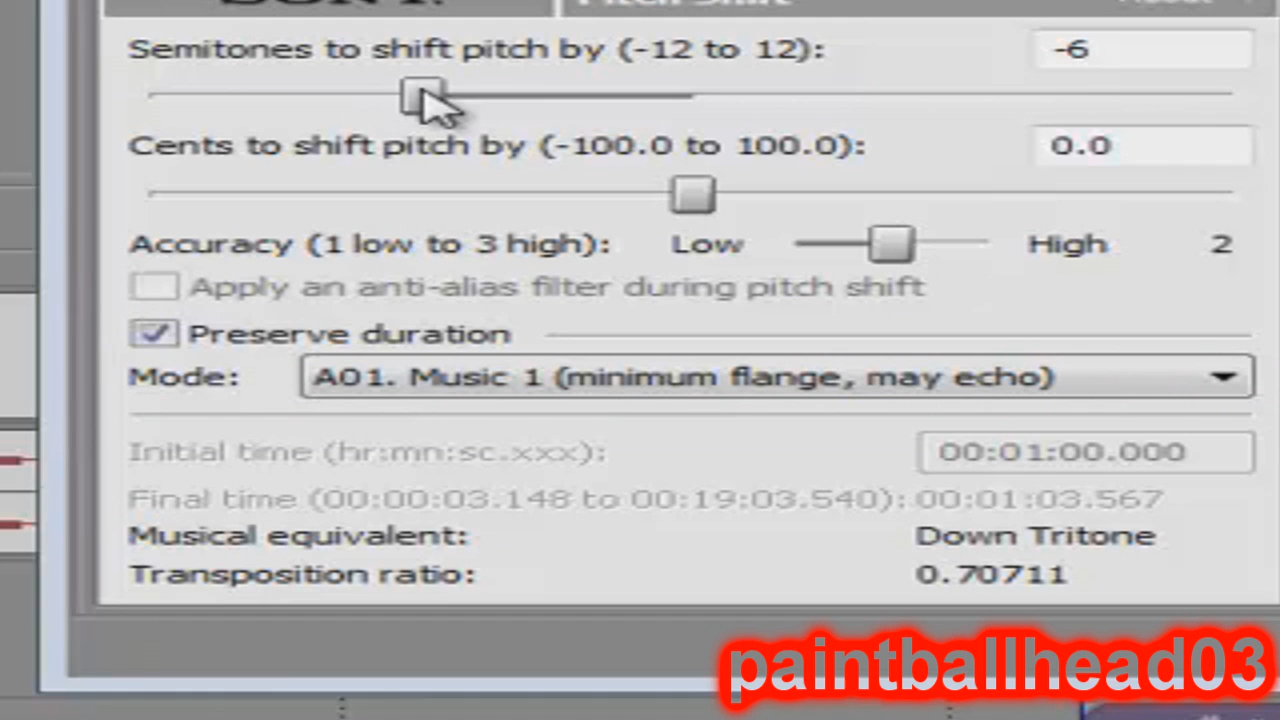 SONY. Pitch Shift
Semitones to shift pitch by (-12 to 12): -6
Cents to shift pitch by (-100.0 to 100.0): 0.0
Accuracy (1 low to 3 high): Low High 2
Apply an anti-alias filter during pitch shift
Preserve duration
Mode: A01. Music 1 (minimum flange, may echo)
Initial time (hr:mn:sc.xxx): 00:01:00.000
Final time (00:00:03.148 to 00:19:03.540): 00:01:03.567
Musical equivalent: Down Tritone
Transposition ratio: 0.70711
paintballhead03